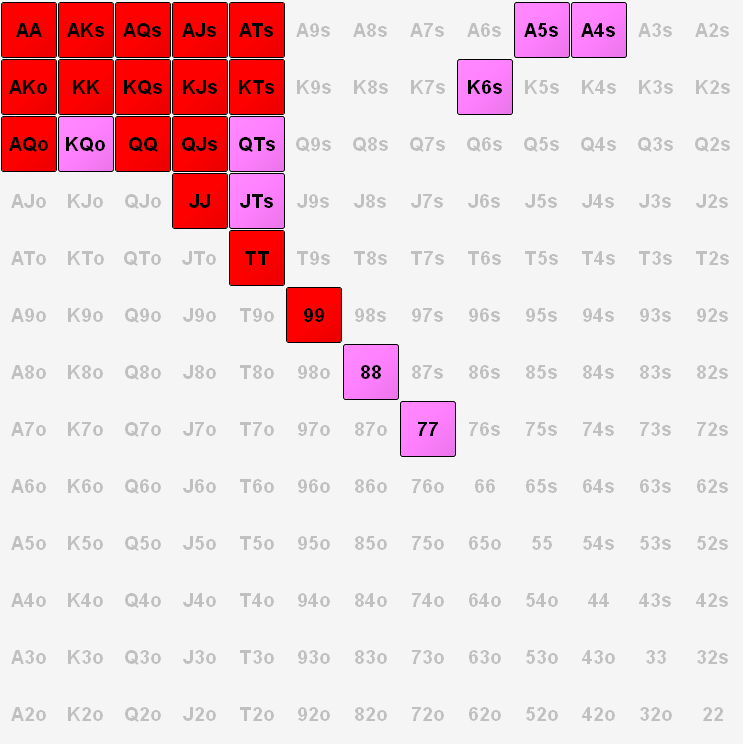 AA AKs AQs AJs ATs A9s A8s A7s A6s A5s A4s A3s A2s
AKo KK KQs KJs KTs K9s K8s K7s K6s K5s K4s K3s K2s
AQo KQo QQ QJs QTs Q9s Q8s Q7s Q6s Q5s Q4s Q3s Q2s
AJo KJo QJo JJ JTs J9s J8s J7s J6s J5s J4s J3s J2s
ATo KTo QTo JTo TT T9s T8s T7s T6s T5s T4s T3s T2s
A9o K9o Q9o J9o T9o 99 98s 97s 96s 95s 94s 93s 92s
A8o K8o Q8o J8o T8o 98o 88 87s 86s 85s 84s 83s 82s
A7o K7o Q7o J7o T7o 97o 87o 77 76s 75s 74s 73s 72s
A6o K6o Q6o J6o T6o 96o 86o 76o 66 65s 64s 63s 62s
A5o K5o Q5o J5o T5o 95o 85o 75o 65o 55 54s 53s 52s
A4o K4o Q4o J4o T4o 94o 84o 74o 64o 54o 44 43s 42s
A3o K3o Q3o J3o T3o 93o 83o 73o 63o 53o 43o 33 32s
A2o K2o Q2o J2o T2o 92o 82o 72o 62o 52o 42o 32o 22